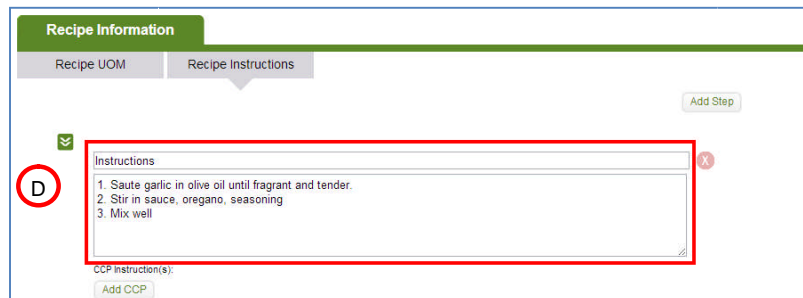 Recipe Information
Recipe UOM Recipe Instructions
Add Step
Instructions
X
D
1. Saute garlic in olive oil until fragrant and tender.
2. Stir in sauce, oregano, seasoning
3. Mix well
CCP Instruction(s):
Add CCP